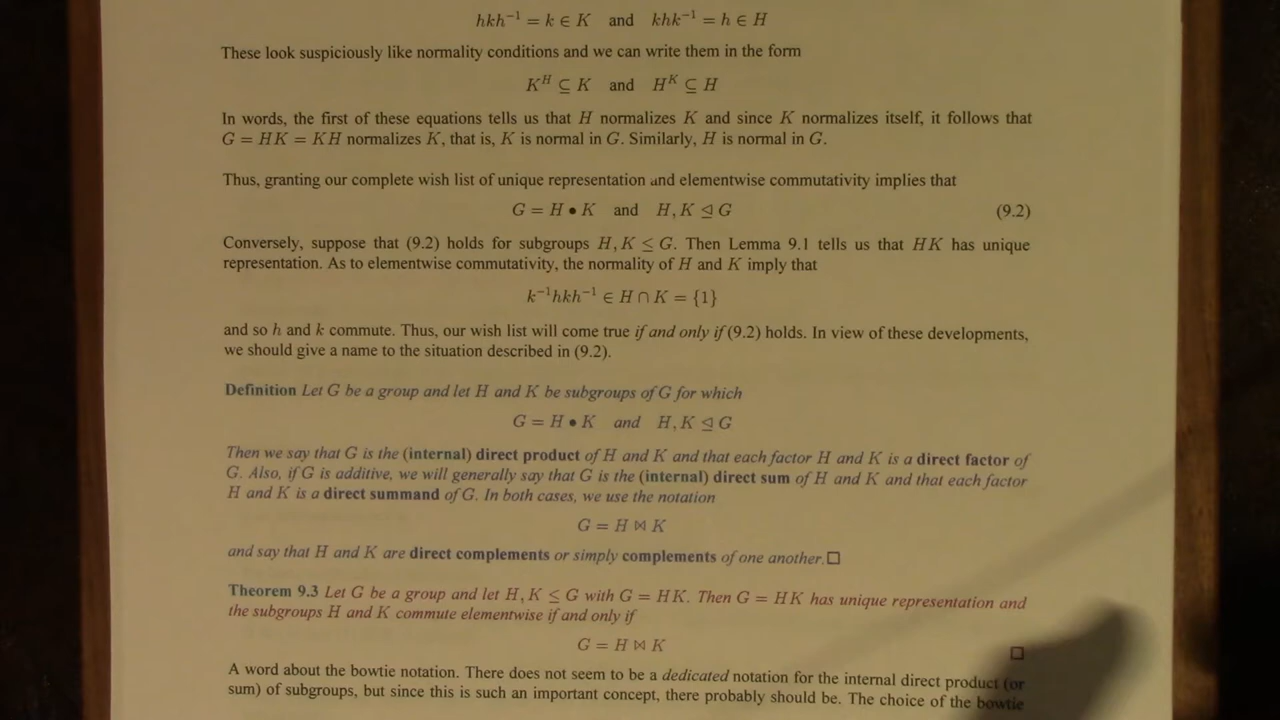 hkh⁻¹ = k ∈ K and khk⁻¹ = h ∈ H
These look suspiciously like normality conditions and we can write them in the form
K^H ⊆ K and H^K ⊆ H
In words, the first of these equations tells us that H normalizes K and since K normalizes itself, it follows that
G = HK = KH normalizes K, that is, K is normal in G. Similarly, H is normal in G.
Thus, granting our complete wish list of unique representation and elementwise commutativity implies that
G = H • K and H, K ⊴ G (9.2)
Conversely, suppose that (9.2) holds for subgroups H, K ≤ G. Then Lemma 9.1 tells us that HK has unique
representation. As to elementwise commutativity, the normality of H and K imply that
k⁻¹hkh⁻¹ ∈ H ∩ K = {1}
and so h and k commute. Thus, our wish list will come true if and only if (9.2) holds. In view of these developments,
we should give a name to the situation described in (9.2).
Definition Let G be a group and let H and K be subgroups of G for which
G = H • K and H, K ⊴ G
Then we say that G is the (internal) direct product of H and K and that each factor H and K is a direct factor of
G. Also, if G is additive, we will generally say that G is the (internal) direct sum of H and K and that each factor
H and K is a direct summand of G. In both cases, we use the notation
G = H ⋈ K
and say that H and K are direct complements or simply complements of one another. □
Theorem 9.3 Let G be a group and let H, K ≤ G with G = HK. Then G = HK has unique representation and
the subgroups H and K commute elementwise if and only if
G = H ⋈ K □
A word about the bowtie notation. There does not seem to be a dedicated notation for the internal direct product (or
sum) of subgroups, but since this is such an important concept, there probably should be. The choice of the bowtie